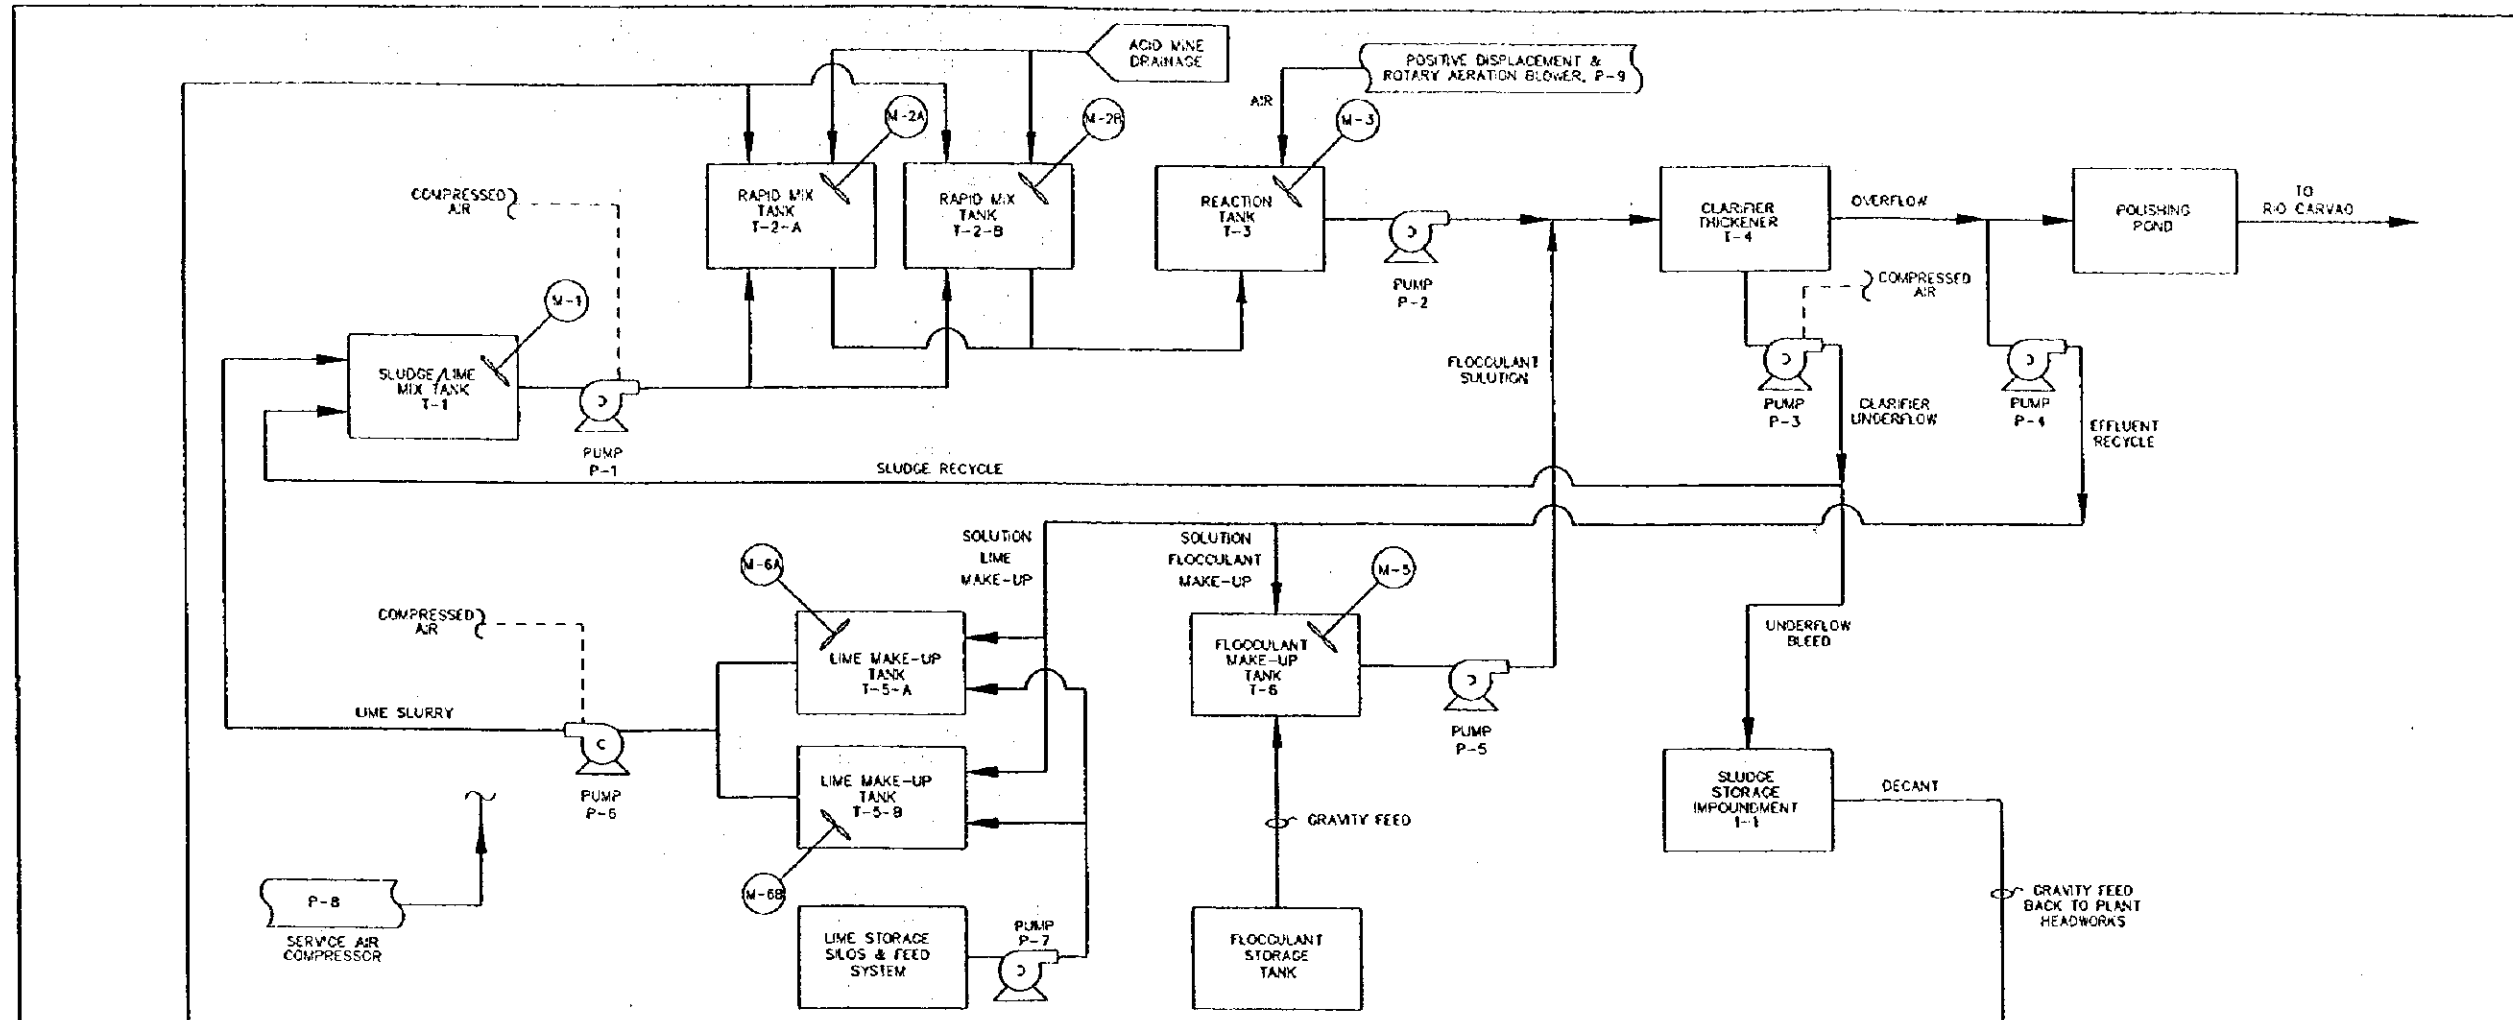 ACID MINE
DRAINAGE
POSITIVE DISPLACEMENT &
ROTARY AERATION BLOWER, P-9
AIR
M-2A
M-2B
M-3
COMPRESSED
AIR
RAPID MIX
TANK
T-2-A
RAPID MIX
TANK
T-2-B
REACTION
TANK
T-3
PUMP
P-2
CLARIFIER
THICKENER
T-4
OVERFLOW
POLISHING
POND
TO
RIO CARVAO
COMPRESSED
AIR
M-1
SLUDGE/LIME
MIX TANK
T-1
PUMP
P-1
FLOCCULANT
SULUTION
PUMP
P-3
CLARIFIER
UNDERFLOW
PUMP
P-4
EFFLUENT
RECYCLE
SLUDGE RECYCLE
SOLUTION
LIME
MAKE-UP
SOLUTION
FLOCCULANT
MAKE-UP
M-6A
M-5
COMPRESSED
AIR
LIME MAKE-UP
TANK
T-5-A
FLOCCULANT
MAKE-UP
TANK
T-6
UNDERFLOW
BLEED
LIME SLURRY
PUMP
P-6
PUMP
P-5
LIME MAKE-UP
TANK
T-5-B
SLUDGE
STORAGE
IMPOUNDMENT
I-1
DECANT
GRAVITY FEED
M-6B
P-8
SERVICE AIR
COMPRESSOR
LIME STORAGE
SILOS & FEED
SYSTEM
PUMP
P-7
FLOCCULANT
STORAGE
TANK
GRAVITY FEED
BACK TO PLANT
HEADWORKS